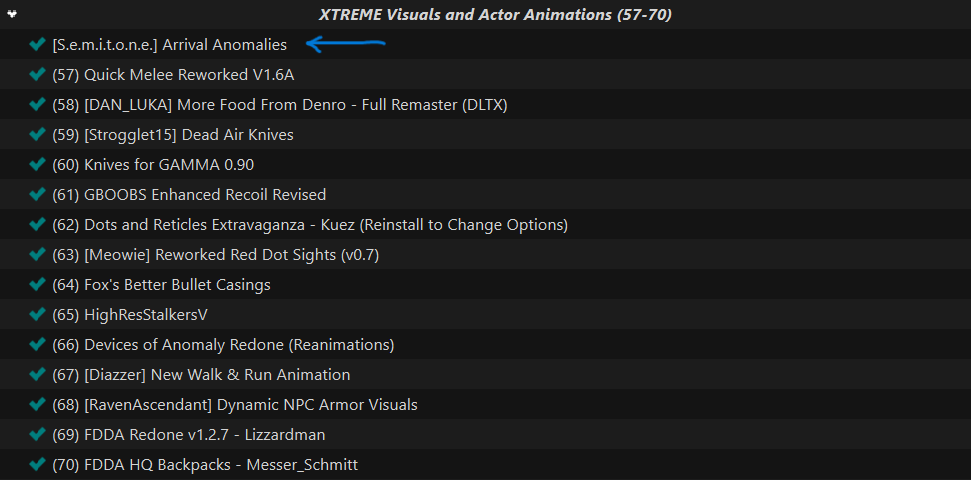 XTREME Visuals and Actor Animations (57-70)
[S.e.m.i.t.o.n.e.] Arrival Anomalies
(57) Quick Melee Reworked V1.6A
(58) [DAN_LUKA] More Food From Denro - Full Remaster (DLTX)
(59) [Strogglet15] Dead Air Knives
(60) Knives for GAMMA 0.90
(61) GBOOBS Enhanced Recoil Revised
(62) Dots and Reticles Extravaganza - Kuez (Reinstall to Change Options)
(63) [Meowie] Reworked Red Dot Sights (v0.7)
(64) Fox's Better Bullet Casings
(65) HighResStalkersV
(66) Devices of Anomaly Redone (Reanimations)
(67) [Diazzer] New Walk & Run Animation
(68) [RavenAscendant] Dynamic NPC Armor Visuals
(69) FDDA Redone v1.2.7 - Lizzardman
(70) FDDA HQ Backpacks - Messer_Schmitt